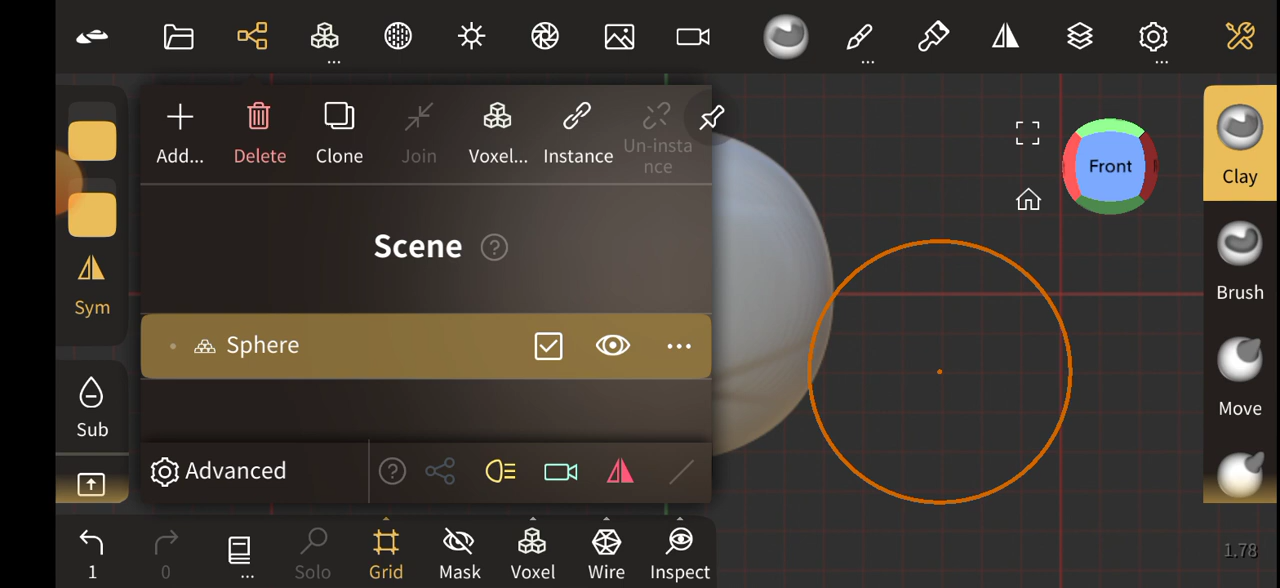 Add...
Delete
Clone
Join
Voxel...
Instance
Un-insta
nce
Scene ?
Sphere
Advanced
?
Sym
Sub
1
0
...
Solo
Grid
Mask
Voxel
Wire
Inspect
Front
Clay
Brush
Move
1.78